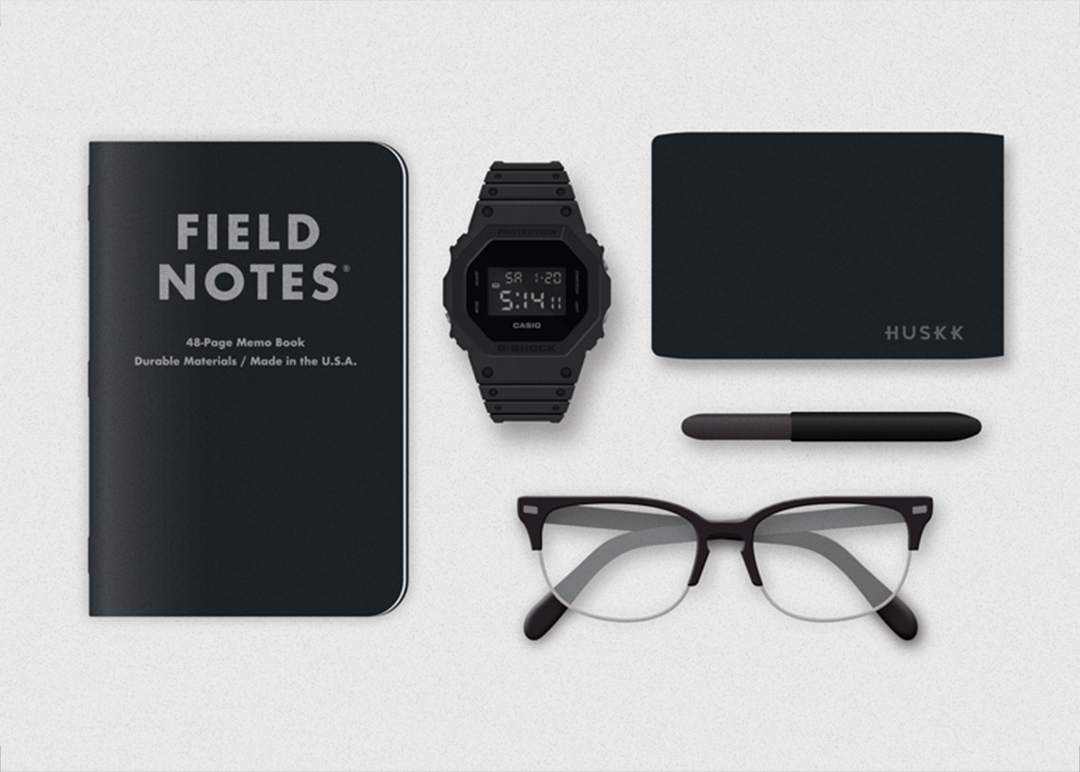 FIELD
NOTES®
48-Page Memo Book
Durable Materials / Made in the U.S.A.
PROTECTION
SA 1-20
5:14 11
CASIO
G-SHOCK
HUSKK